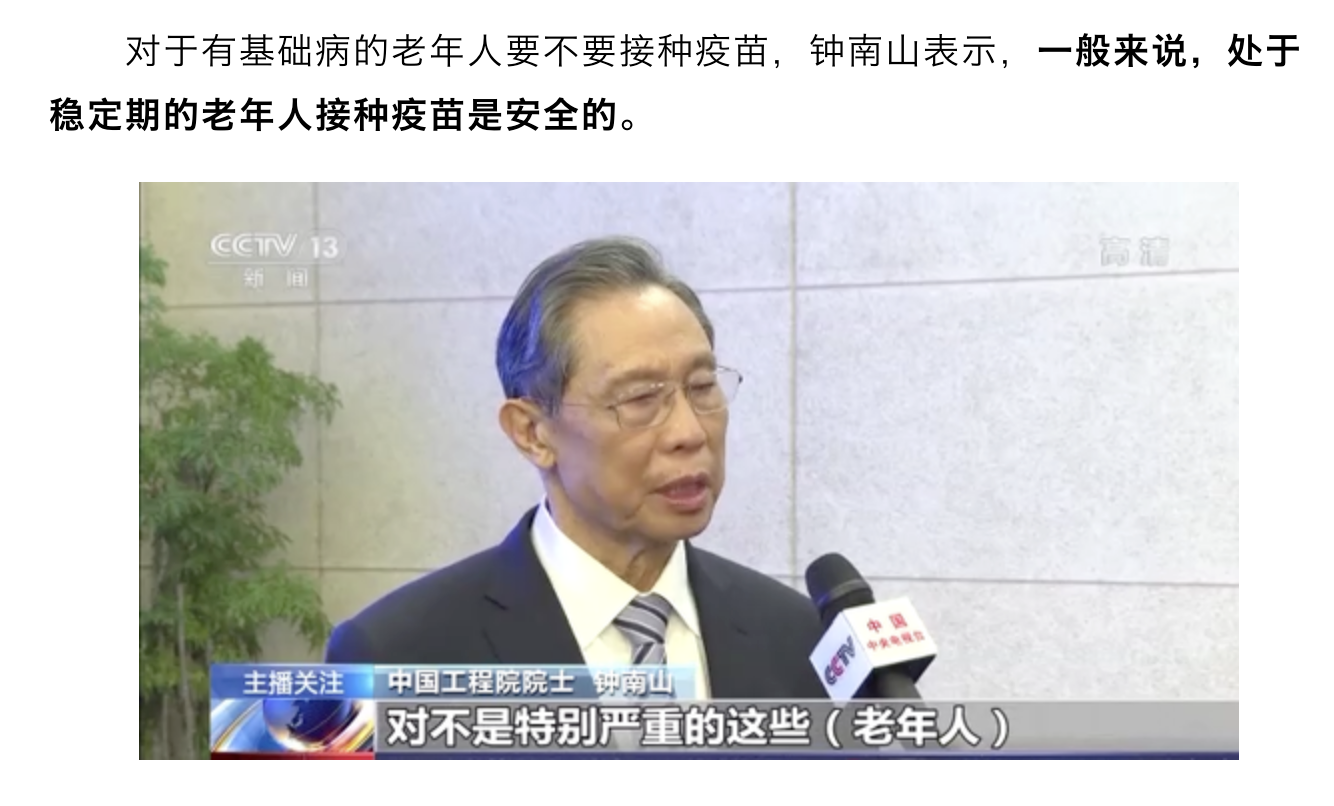 对于有基础病的老年人要不要接种疫苗，钟南山表示，一般来说，处于
稳定期的老年人接种疫苗是安全的。
CCTV 13
新闻
高清
中国
中央电视台
CCTV
主播关注
中国工程院院士 钟南山
对不是特别严重的这些（老年人）